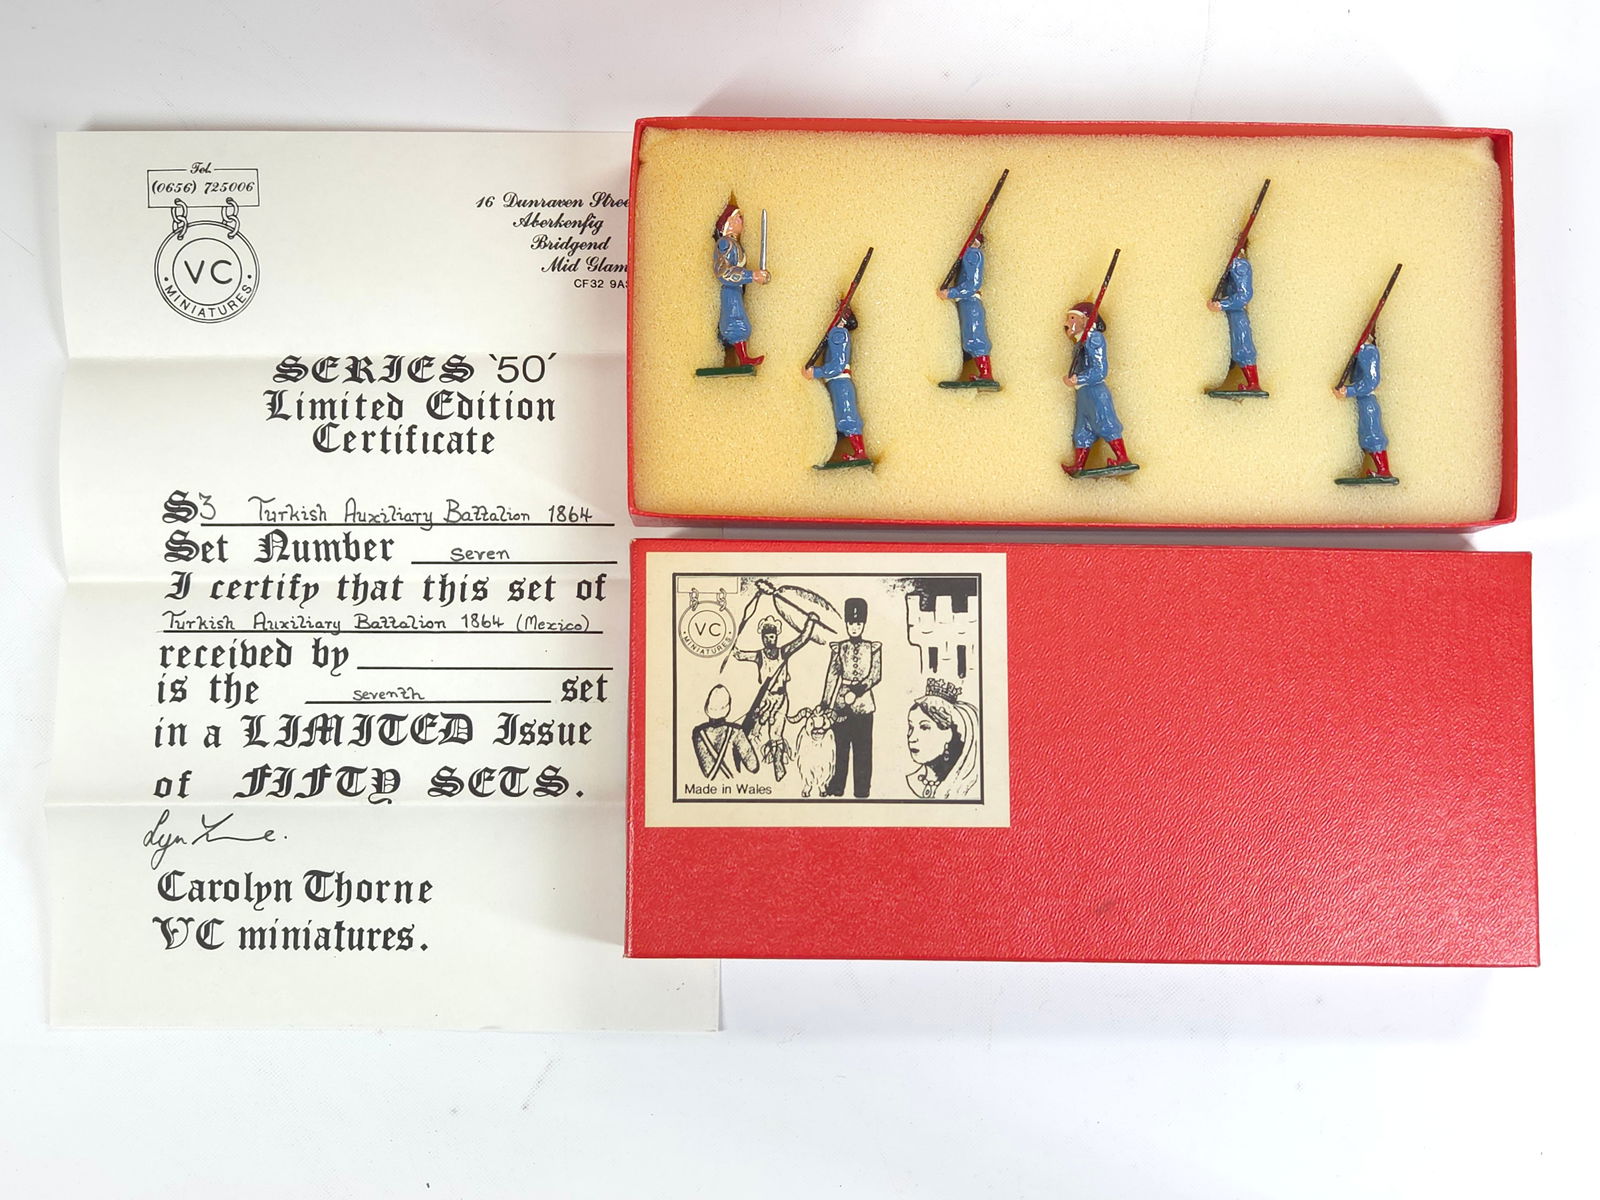 Tel.
(0656) 725006
VC
·MINIATURES·
16 Dunraven Stree
Aberkenfig
Bridgend
Mid Glam
CF32 9AS
SERIES '50'
Limited Edition
Certificate
S3 Turkish Auxiliary Battalion 1864
Set Number seven
I certify that this set of
Turkish Auxiliary Battalion 1864 (Mexico)
received by
is the seventh set
in a LIMITED Issue
of FIFTY SETS.
Carolyn Thorne
VC miniatures.
VC
·MINIATURES·
Made in Wales